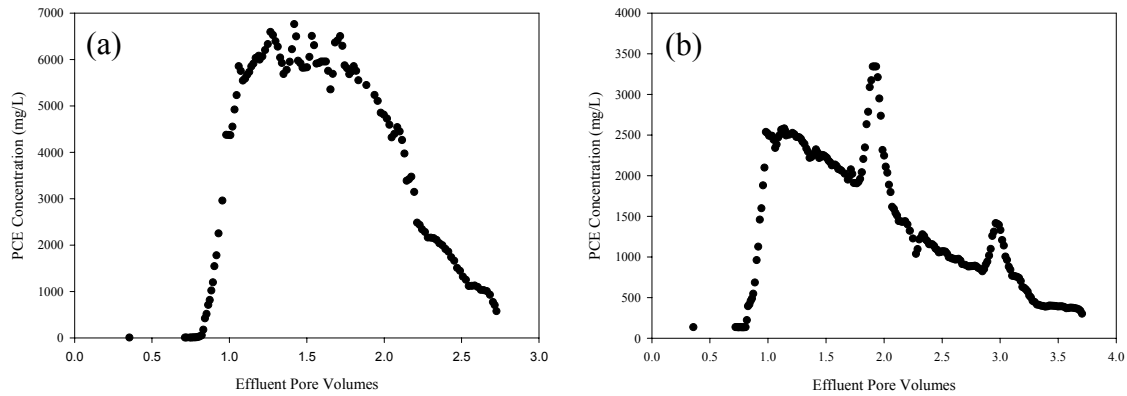 (a)
PCE Concentration (mg/L)
7000
6000
5000
4000
3000
2000
1000
0
0.0 0.5 1.0 1.5 2.0 2.5 3.0
Effluent Pore Volumes
(b)
PCE Concentration (mg/L)
4000
3500
3000
2500
2000
1500
1000
500
0
0.0 0.5 1.0 1.5 2.0 2.5 3.0 3.5 4.0
Effluent Pore Volumes